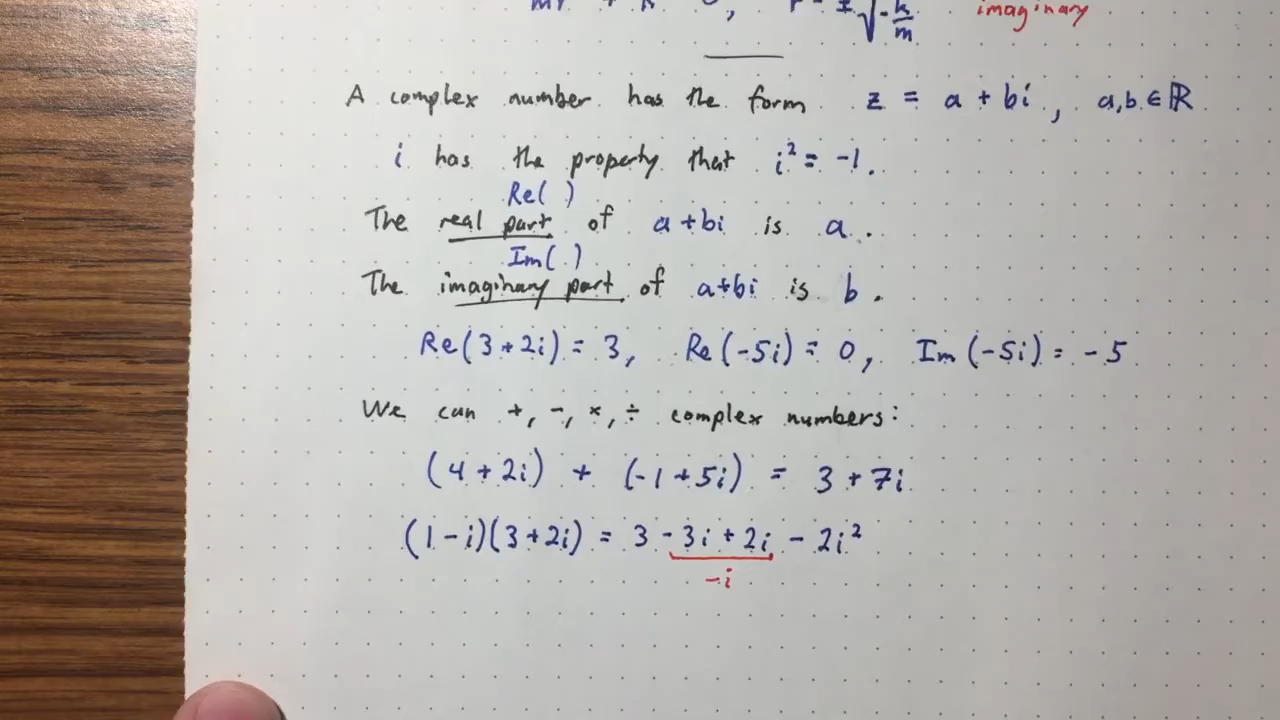 √-k/m imaginary
A complex number has the form z = a + bi, a,b ∈ ℝ
i has the property that i² = -1.
Re( )
The real part of a+bi is a.
Im( )
The imaginary part of a+bi is b.
Re(3+2i) = 3, Re(-5i) = 0, Im(-5i) = -5
We can +, -, ×, ÷ complex numbers:
(4+2i) + (-1+5i) = 3+7i
(1-i)(3+2i) = 3 -3i +2i - 2i²
-i